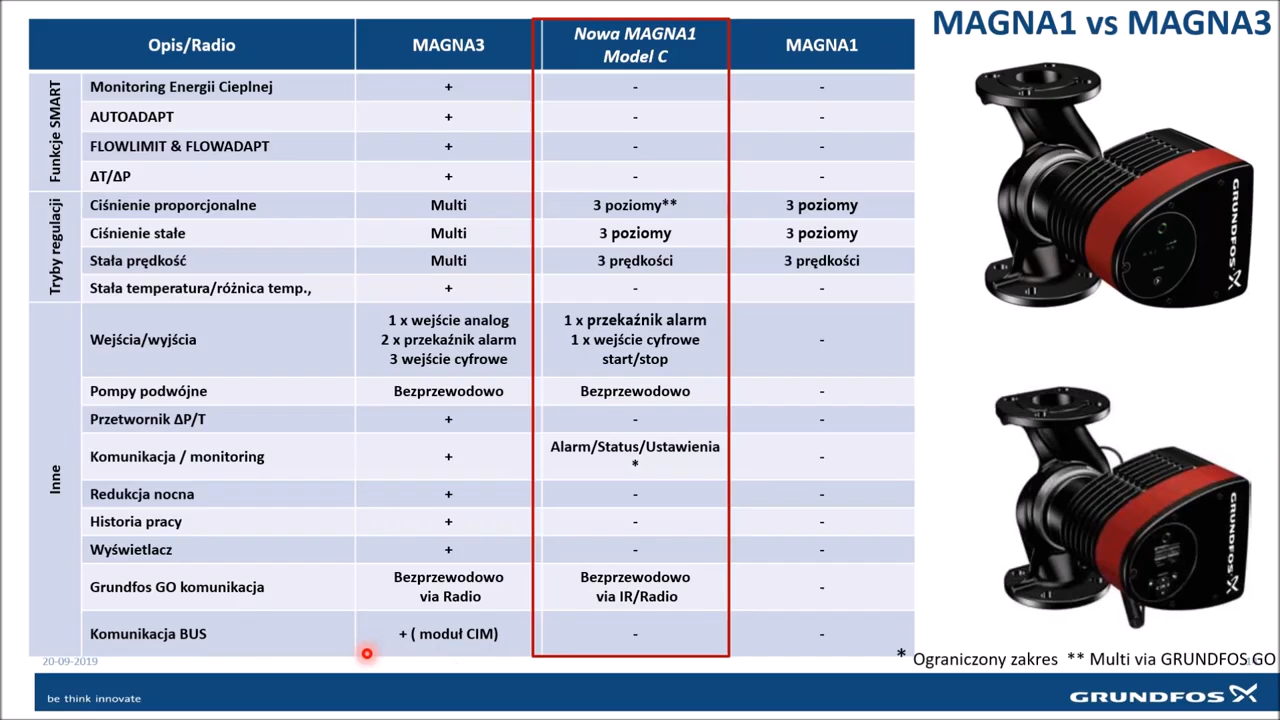 MAGNA1 vs MAGNA3
Opis/Radio MAGNA3 Nowa MAGNA1 Model C MAGNA1
Funkcje SMART
Monitoring Energii Cieplnej + - -
AUTOADAPT + - -
FLOWLIMIT & FLOWADAPT + - -
ΔT/ΔP + - -
Tryby regulacji
Ciśnienie proporcjonalne Multi 3 poziomy** 3 poziomy
Ciśnienie stałe Multi 3 poziomy 3 poziomy
Stała prędkość Multi 3 prędkości 3 prędkości
Stała temperatura/różnica temp., + - -
Inne
Wejścia/wyjścia
1 x wejście analog
2 x przekaźnik alarm
3 wejście cyfrowe
1 x przekaźnik alarm
1 x wejście cyfrowe
start/stop
-
Pompy podwójne Bezprzewodowo Bezprzewodowo -
Przetwornik ΔP/T + - -
Komunikacja / monitoring + Alarm/Status/Ustawienia * -
Redukcja nocna + - -
Historia pracy + - -
Wyświetlacz + - -
Grundfos GO komunikacja
Bezprzewodowo
via Radio
Bezprzewodowo
via IR/Radio
-
Komunikacja BUS + ( moduł CIM) - -
GRUNDFOS
GRUNDFOS
20-09-2019
* Ograniczony zakres ** Multi via GRUNDFOS GO
be think innovate
GRUNDFOS